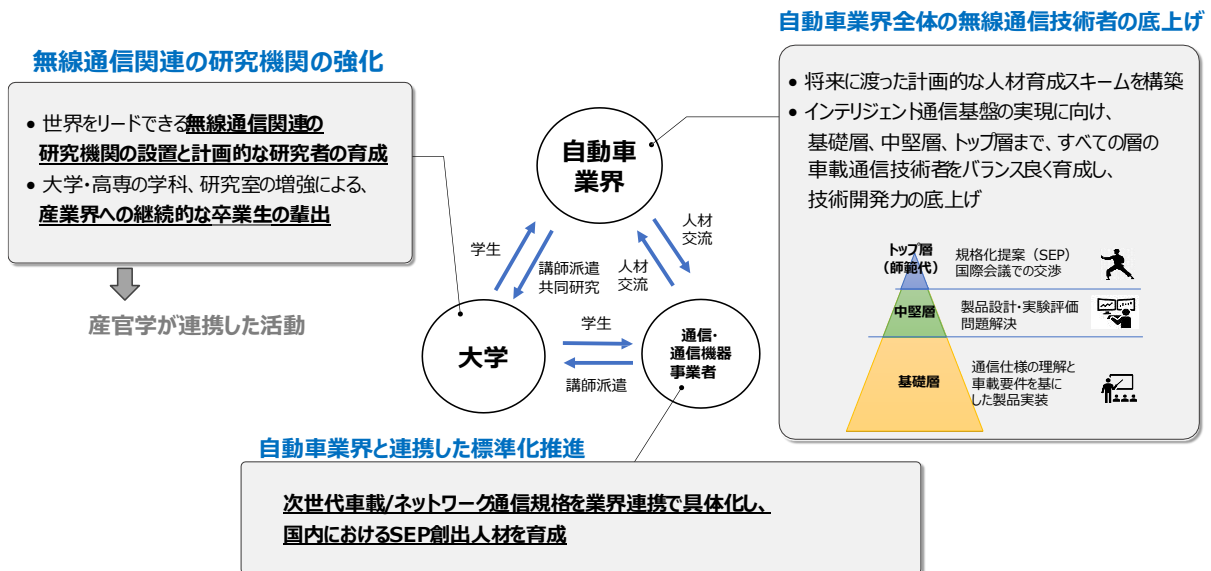 自動車業界全体の無線通信技術者の底上げ
無線通信関連の研究機関の強化
• 世界をリードできる無線通信関連の
研究機関の設置と計画的な研究者の育成
• 大学・高専の学科、研究室の増強による、
産業界への継続的な卒業生の輩出
産官学が連携した活動
• 将来に渡った計画的な人材育成スキームを構築
• インテリジェント通信基盤の実現に向け、
基礎層、中堅層、トップ層まで、すべての層の
車載通信技術者をバランス良く育成し、
技術開発力の底上げ
トップ層
（師範代）
規格化提案（SEP）
国際会議での交渉
中堅層
製品設計・実験評価
問題解決
基礎層
通信仕様の理解と
車載要件を基に
した製品実装
自動車
業界
学生
講師派遣
共同研究
人材
交流
人材
交流
大学
学生
講師派遣
通信・
通信機器
事業者
自動車業界と連携した標準化推進
次世代車載/ネットワーク通信規格を業界連携で具体化し、
国内におけるSEP創出人材を育成